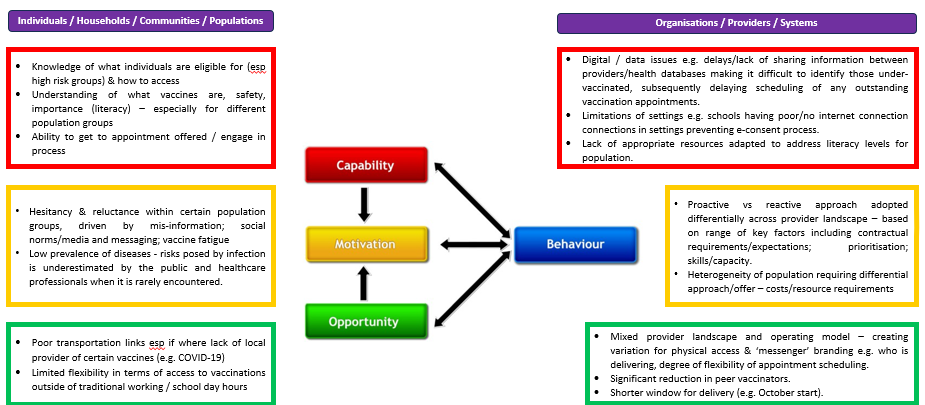 Individuals / Households / Communities / Populations
• Knowledge of what individuals are eligible for (esp
high risk groups) & how to access
• Understanding of what vaccines are, safety,
importance (literacy) – especially for different
population groups
• Ability to get to appointment offered / engage in
process
• Hesitancy & reluctance within certain population
groups, driven by mis-information; social
norms/media and messaging; vaccine fatigue
• Low prevalence of diseases - risks posed by infection
is underestimated by the public and healthcare
professionals when it is rarely encountered.
• Poor transportation links esp if where lack of local
provider of certain vaccines (e.g. COVID-19)
• Limited flexibility in terms of access to vaccinations
outside of traditional working / school day hours
Capability
Motivation
Opportunity
Behaviour
Organisations / Providers / Systems
• Digital / data issues e.g. delays/lack of sharing information between
providers/health databases making it difficult to identify those under-
vaccinated, subsequently delaying scheduling of any outstanding
vaccination appointments.
• Limitations of settings e.g. schools having poor/no internet connection
connections in settings preventing e-consent process.
• Lack of appropriate resources adapted to address literacy levels for
population.
• Proactive vs reactive approach adopted
differentially across provider landscape – based
on range of key factors including contractual
requirements/expectations; prioritisation;
skills/capacity.
• Heterogeneity of population requiring differential
approach/offer – costs/resource requirements
• Mixed provider landscape and operating model – creating
variation for physical access & ‘messenger’ branding e.g. who is
delivering, degree of flexibility of appointment scheduling.
• Significant reduction in peer vaccinators.
• Shorter window for delivery (e.g. October start).